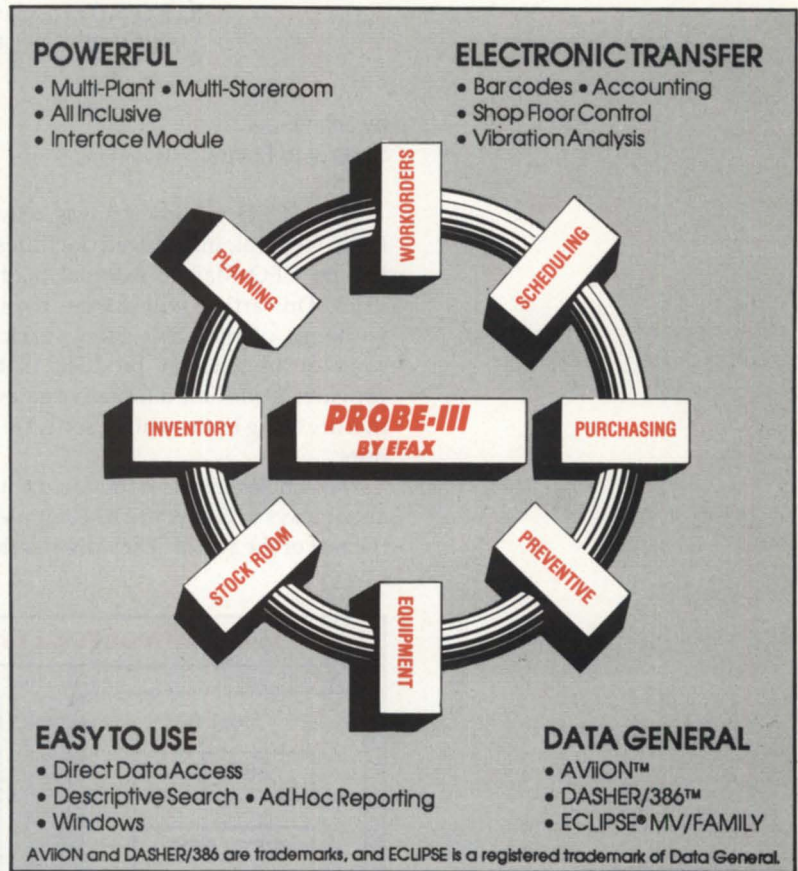 POWERFUL
• Multi-Plant • Multi-Storeroom
• All Inclusive
• Interface Module
ELECTRONIC TRANSFER
• Barcodes • Accounting
• Shop Floor Control
• Vibration Analysis
WORKORDERS
SCHEDULING
PURCHASING
PREVENTIVE
EQUIPMENT
STOCK ROOM
INVENTORY
PLANNING
PROBE-III
BY EFAX
EASY TO USE
• Direct Data Access
• Descriptive Search • Ad Hoc Reporting
• Windows
DATA GENERAL
• AViiON™
• DASHER/386™
• ECLIPSE® MV/FAMILY
AViiON and DASHER/386 are trademarks, and ECLIPSE is a registered trademark of Data General.